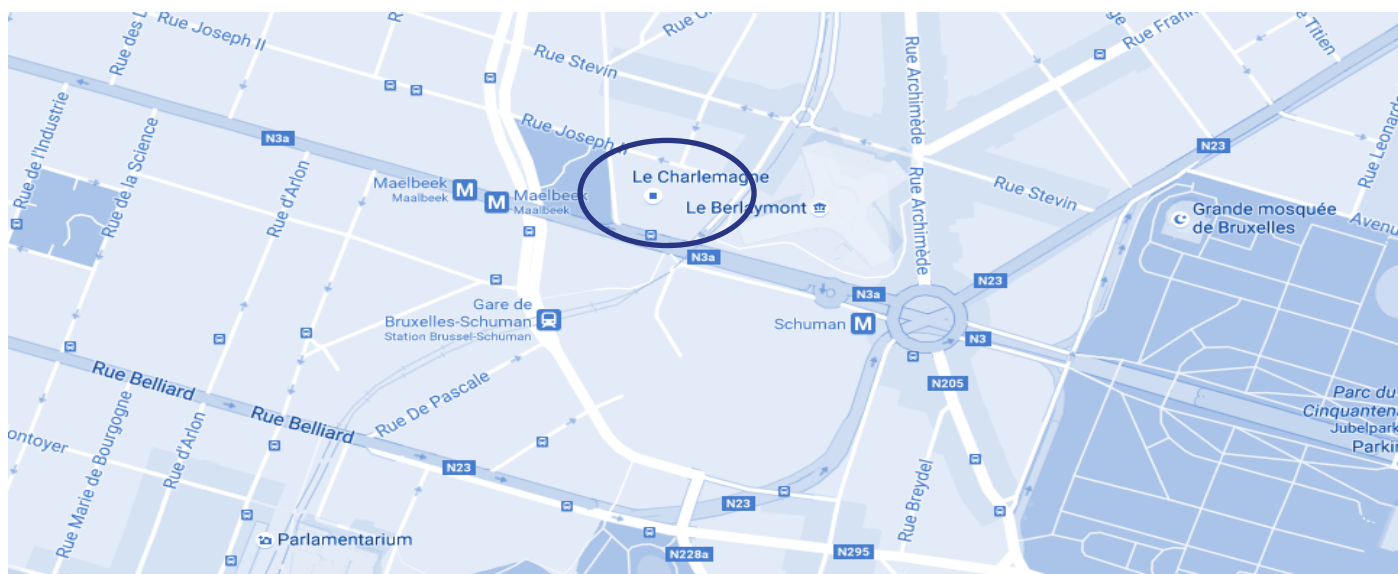 Rue Joseph II
Rue des L
Rue Stevin
Rue Archimède
Rue Fran
Titien
Rue de l'Industrie
Rue de la Science
N3a
Rue d'Arlon
Rue Joseph II
Le Charlemagne
Le Berlaymont
Maelbeek
Maalbeek
Maelbeek
Maalbeek
Rue Archimède
Rue Stevin
N23
Rue Leonard
Avenu
Grande mosquée
de Bruxelles
N3a
N3a
N23
Gare de
Bruxelles-Schuman
Station Brussel-Schuman
Schuman
N3
N205
Rue Belliard
Rue Belliard
Rue De Pascale
Parc du
Cinquanten
Jubelpark
Parki
ontoyer
Rue Marie de Bourgogne
Rue d'Arlon
N23
N23
Rue Breydel
Parlamentarium
N228a
N295